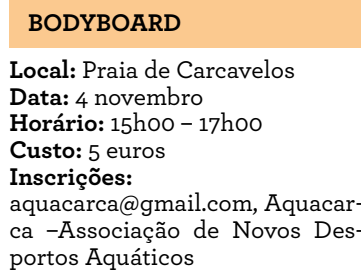 BODYBOARD
Local: Praia de Carcavelos
Data: 4 novembro
Horário: 15h00 – 17h00
Custo: 5 euros
Inscrições:
aquacarca@gmail.com, Aquacar-
ca –Associação de Novos Des-
portos Aquáticos